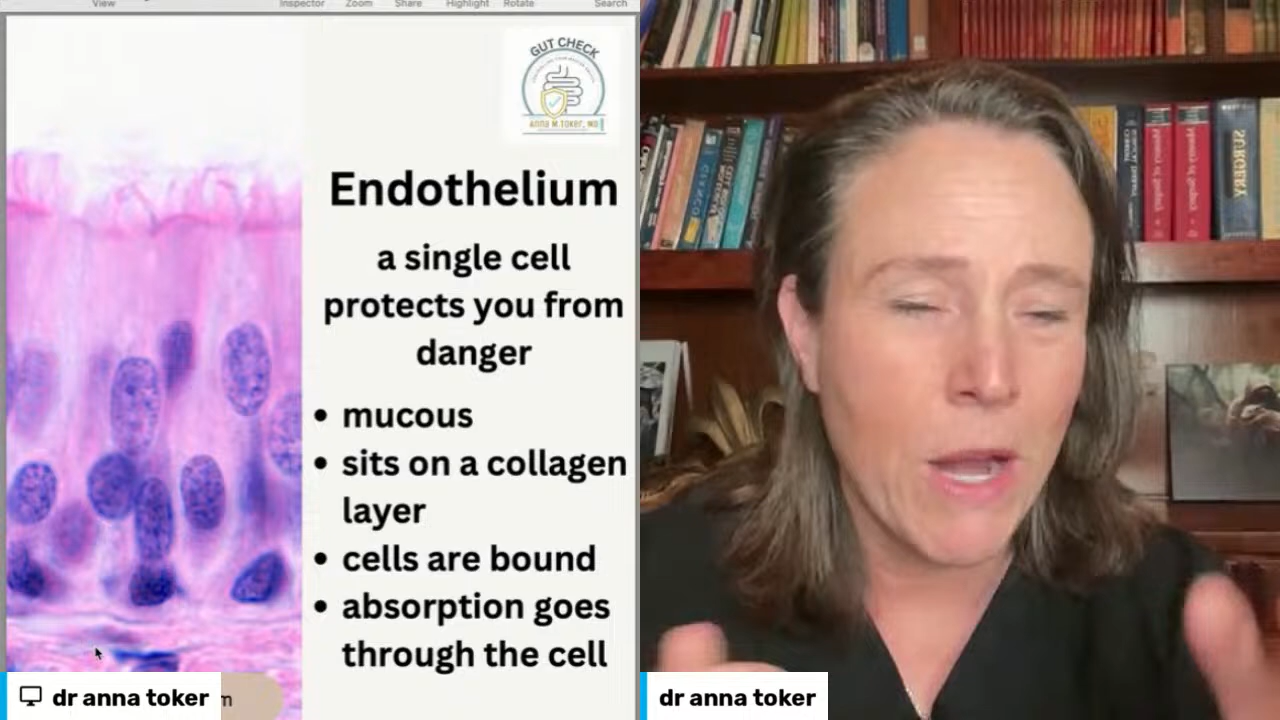 View
Inspector
Zoom
Share
Highlight
Rotate
Search
GUT CHECK
Anna M Toker, MD
Endothelium
a single cell
protects you from
danger
• mucous
• sits on a collagen
layer
• cells are bound
• absorption goes
through the cell
m
dr anna toker
dr anna toker
SURGERY